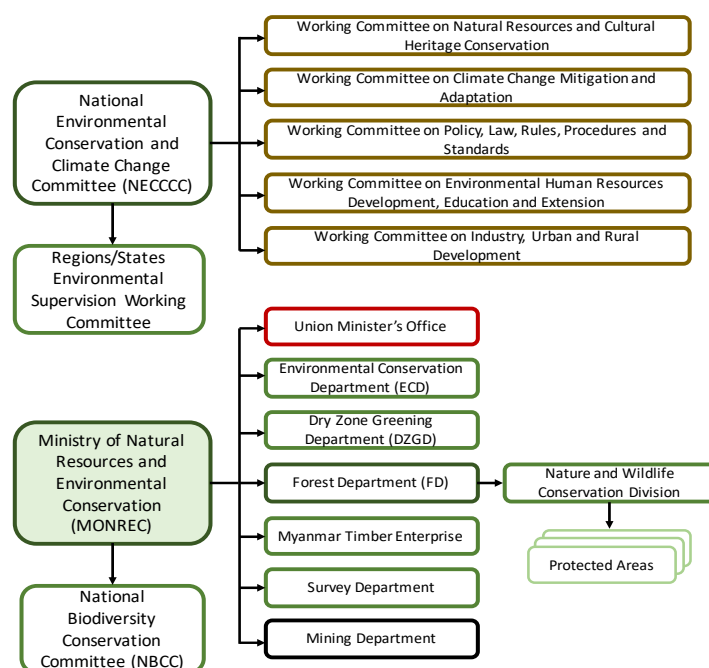 Working Committee on Natural Resources and Cultural
Heritage Conservation
Working Committee on Climate Change Mitigation and
Adaptation
Working Committee on Policy, Law, Rules, Procedures and
Standards
Working Committee on Environmental Human Resources
Development, Education and Extension
Working Committee on Industry, Urban and Rural
Development
National
Environmental
Conservation and
Climate Change
Committee (NECCCC)
Regions/States
Environmental
Supervision Working
Committee
Union Minister's Office
Environmental Conservation
Department (ECD)
Dry Zone Greening
Department (DZGD)
Forest Department (FD)
Myanmar Timber Enterprise
Survey Department
Mining Department
Ministry of Natural
Resources and
Environmental
Conservation
(MONREC)
National
Biodiversity
Conservation
Committee (NBCC)
Nature and Wildlife
Conservation Division
Protected Areas